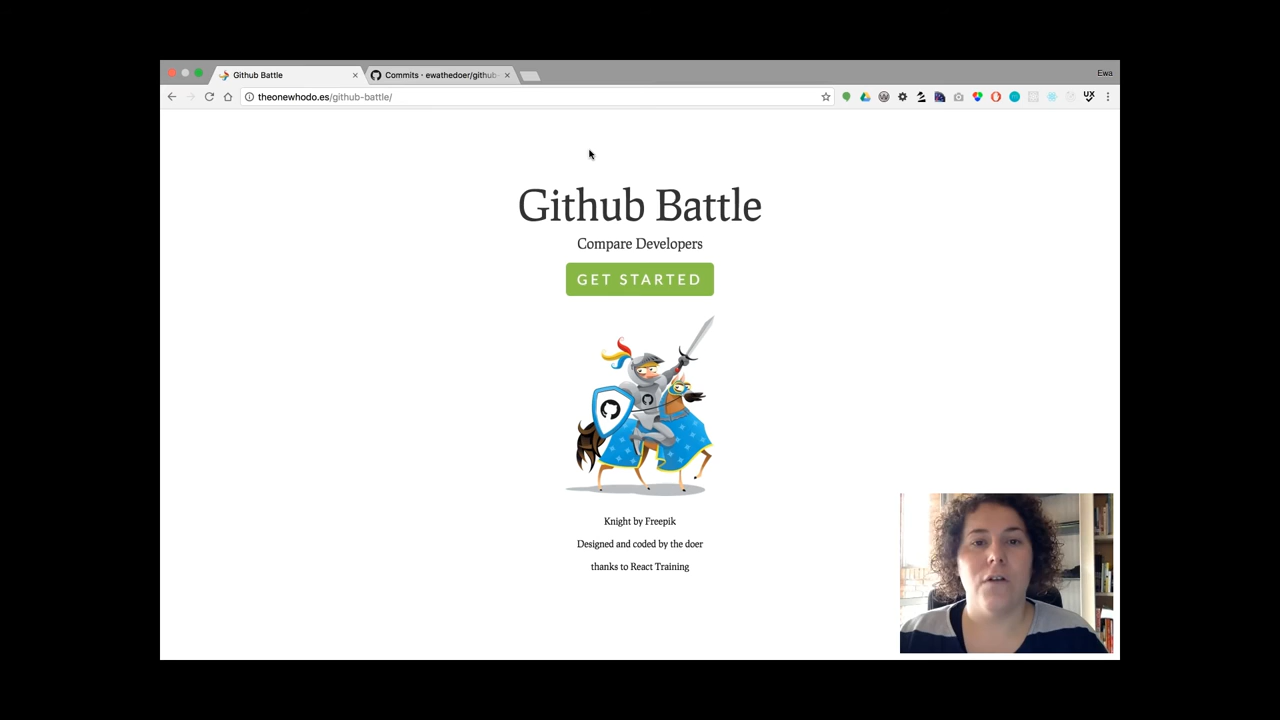 Github Battle
Commits · ewathedoer/github-
Ewa
theonewhodo.es/github-battle/
UX
Github Battle
Compare Developers
GET STARTED
Knight by Freepik
Designed and coded by the doer
thanks to React Training